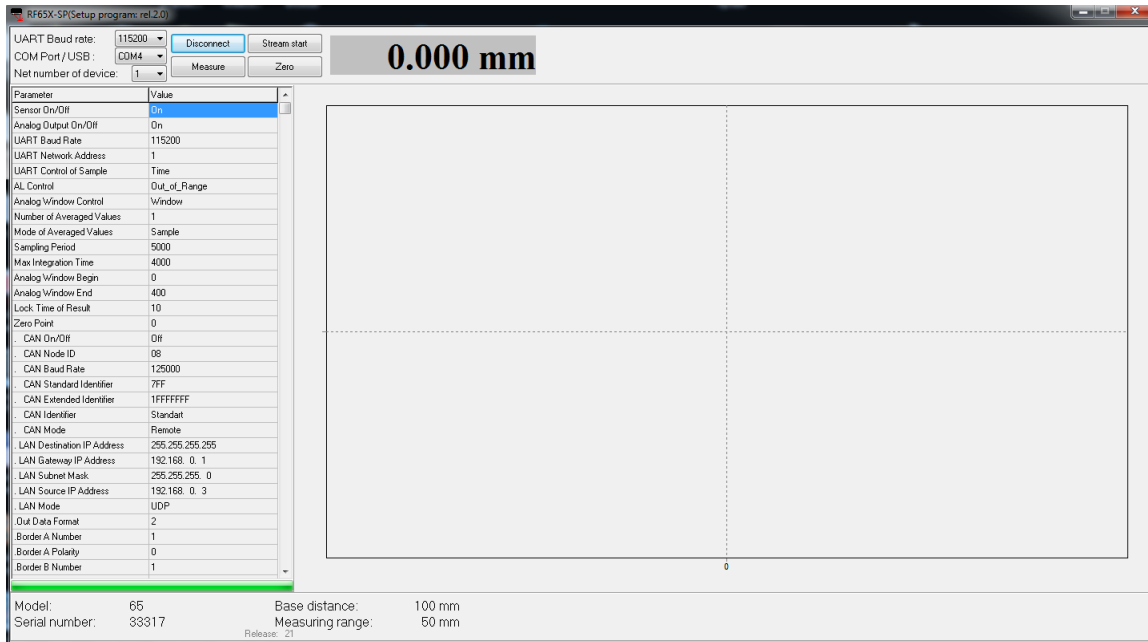 RF65X-SP(Setup program: rel.2.0)
UART Baud rate: 115200 Disconnect Stream start
COM Port / USB : COM4 Measure Zero
Net number of device: 1
0.000 mm
Parameter Value
Sensor On/Off On
Analog Output On/Off On
UART Baud Rate 115200
UART Network Address 1
UART Control of Sample Time
AL Control Out_of_Range
Analog Window Control Window
Number of Averaged Values 1
Mode of Averaged Values Sample
Sampling Period 5000
Max Integration Time 4000
Analog Window Begin 0
Analog Window End 400
Lock Time of Result 10
Zero Point 0
. CAN On/Off Off
. CAN Node ID 08
. CAN Baud Rate 125000
. CAN Standard Identifier 7FF
. CAN Extended Identifier 1FFFFFFF
. CAN Identifier Standart
. CAN Mode Remote
. LAN Destination IP Address 255.255.255.255
. LAN Gateway IP Address 192.168. 0. 1
. LAN Subnet Mask 255.255.255. 0
. LAN Source IP Address 192.168. 0. 3
. LAN Mode UDP
.Out Data Format 2
.Border A Number 1
.Border A Polarity 0
.Border B Number 1
0
Model: 65 Base distance: 100 mm
Serial number: 33317 Measuring range: 50 mm
Release: 21